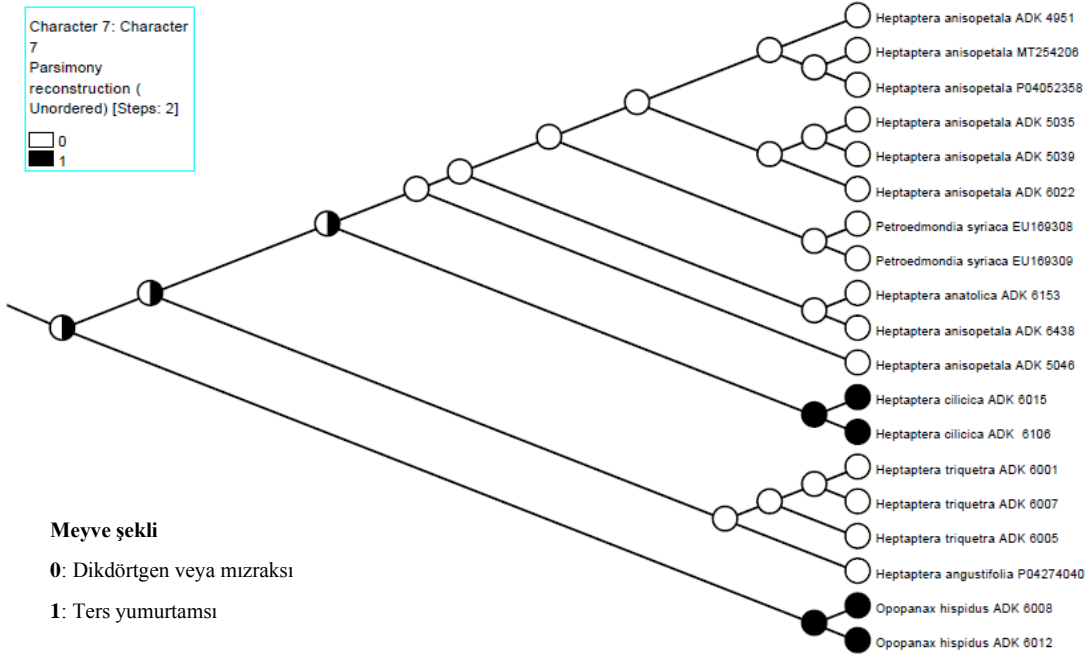 Character 7: Character
7
Parsimony
reconstruction (
Unordered) [Steps: 2]
0
1
Heptaptera anisopetala ADK 4951
Heptaptera anisopetala MT254206
Heptaptera anisopetala P04052358
Heptaptera anisopetala ADK 5035
Heptaptera anisopetala ADK 5039
Heptaptera anisopetala ADK 6022
Petroedmondia syriaca EU169308
Petroedmondia syriaca EU169309
Heptaptera anatolica ADK 6153
Heptaptera anisopetala ADK 6438
Heptaptera anisopetala ADK 5046
Heptaptera cilicica ADK 6015
Heptaptera cilicica ADK  6106
Heptaptera triquetra ADK 6001
Heptaptera triquetra ADK 6007
Heptaptera triquetra ADK 6005
Heptaptera angustifolia P04274040
Opopanax hispidus ADK 6008
Opopanax hispidus ADK 6012
Meyve şekli
0: Dikdörtgen veya mızraksı
1: Ters yumurtamsı